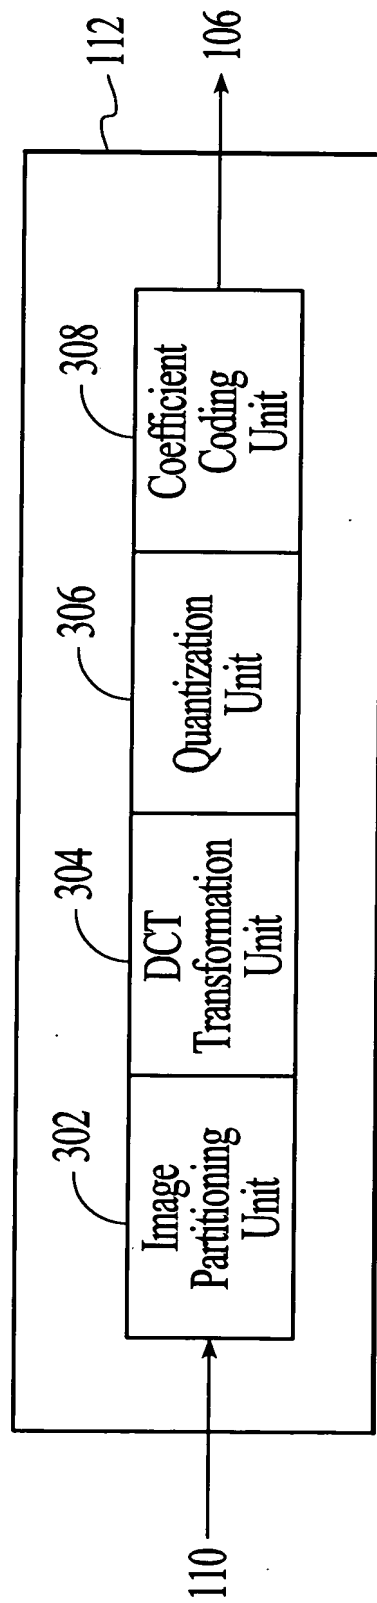 112
302
304
306
308
110
Image
Partitioning
Unit
DCT
Transformation
Unit
Quantization
Unit
Coefficient
Coding
Unit
106